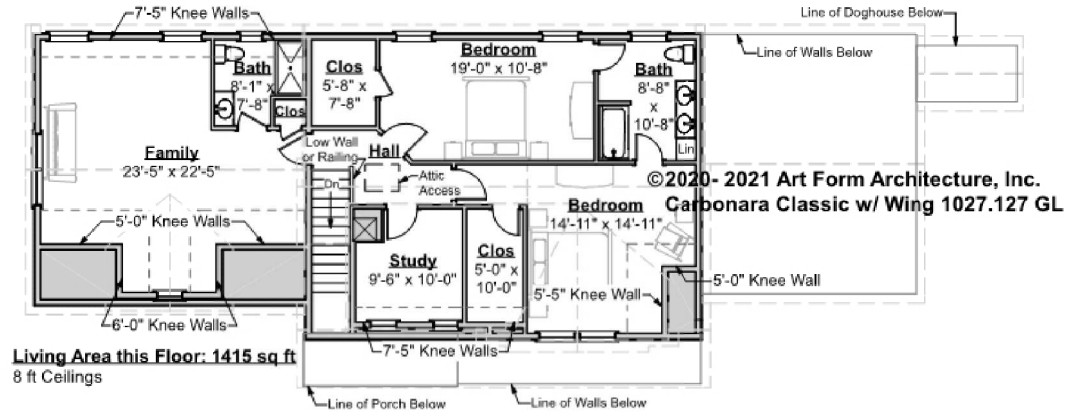 7'-5" Knee Walls
Line of Doghouse Below
Line of Walls Below
Bath
8'-1" x
7'-8"
Clos
Clos
5'-8" x
7'-8"
Bedroom
19'-0" x 10'-8"
Bath
8'-8"
x
10'-8"
Lin
Family
23'-5" x 22'-5"
Low Wall
or Railing
Hall
Dn
Attic
Access
©2020- 2021 Art Form Architecture, Inc.
Carbonara Classic w/ Wing 1027.127 GL
Bedroom
14'-11" x 14'-11"
5'-0" Knee Walls
Study
9'-6" x 10'-0"
Clos
5'-0" x
10'-0"
5'-5" Knee Wall
5'-0" Knee Wall
6'-0" Knee Walls
7'-5" Knee Walls
Living Area this Floor: 1415 sq ft
8 ft Ceilings
Line of Porch Below
Line of Walls Below